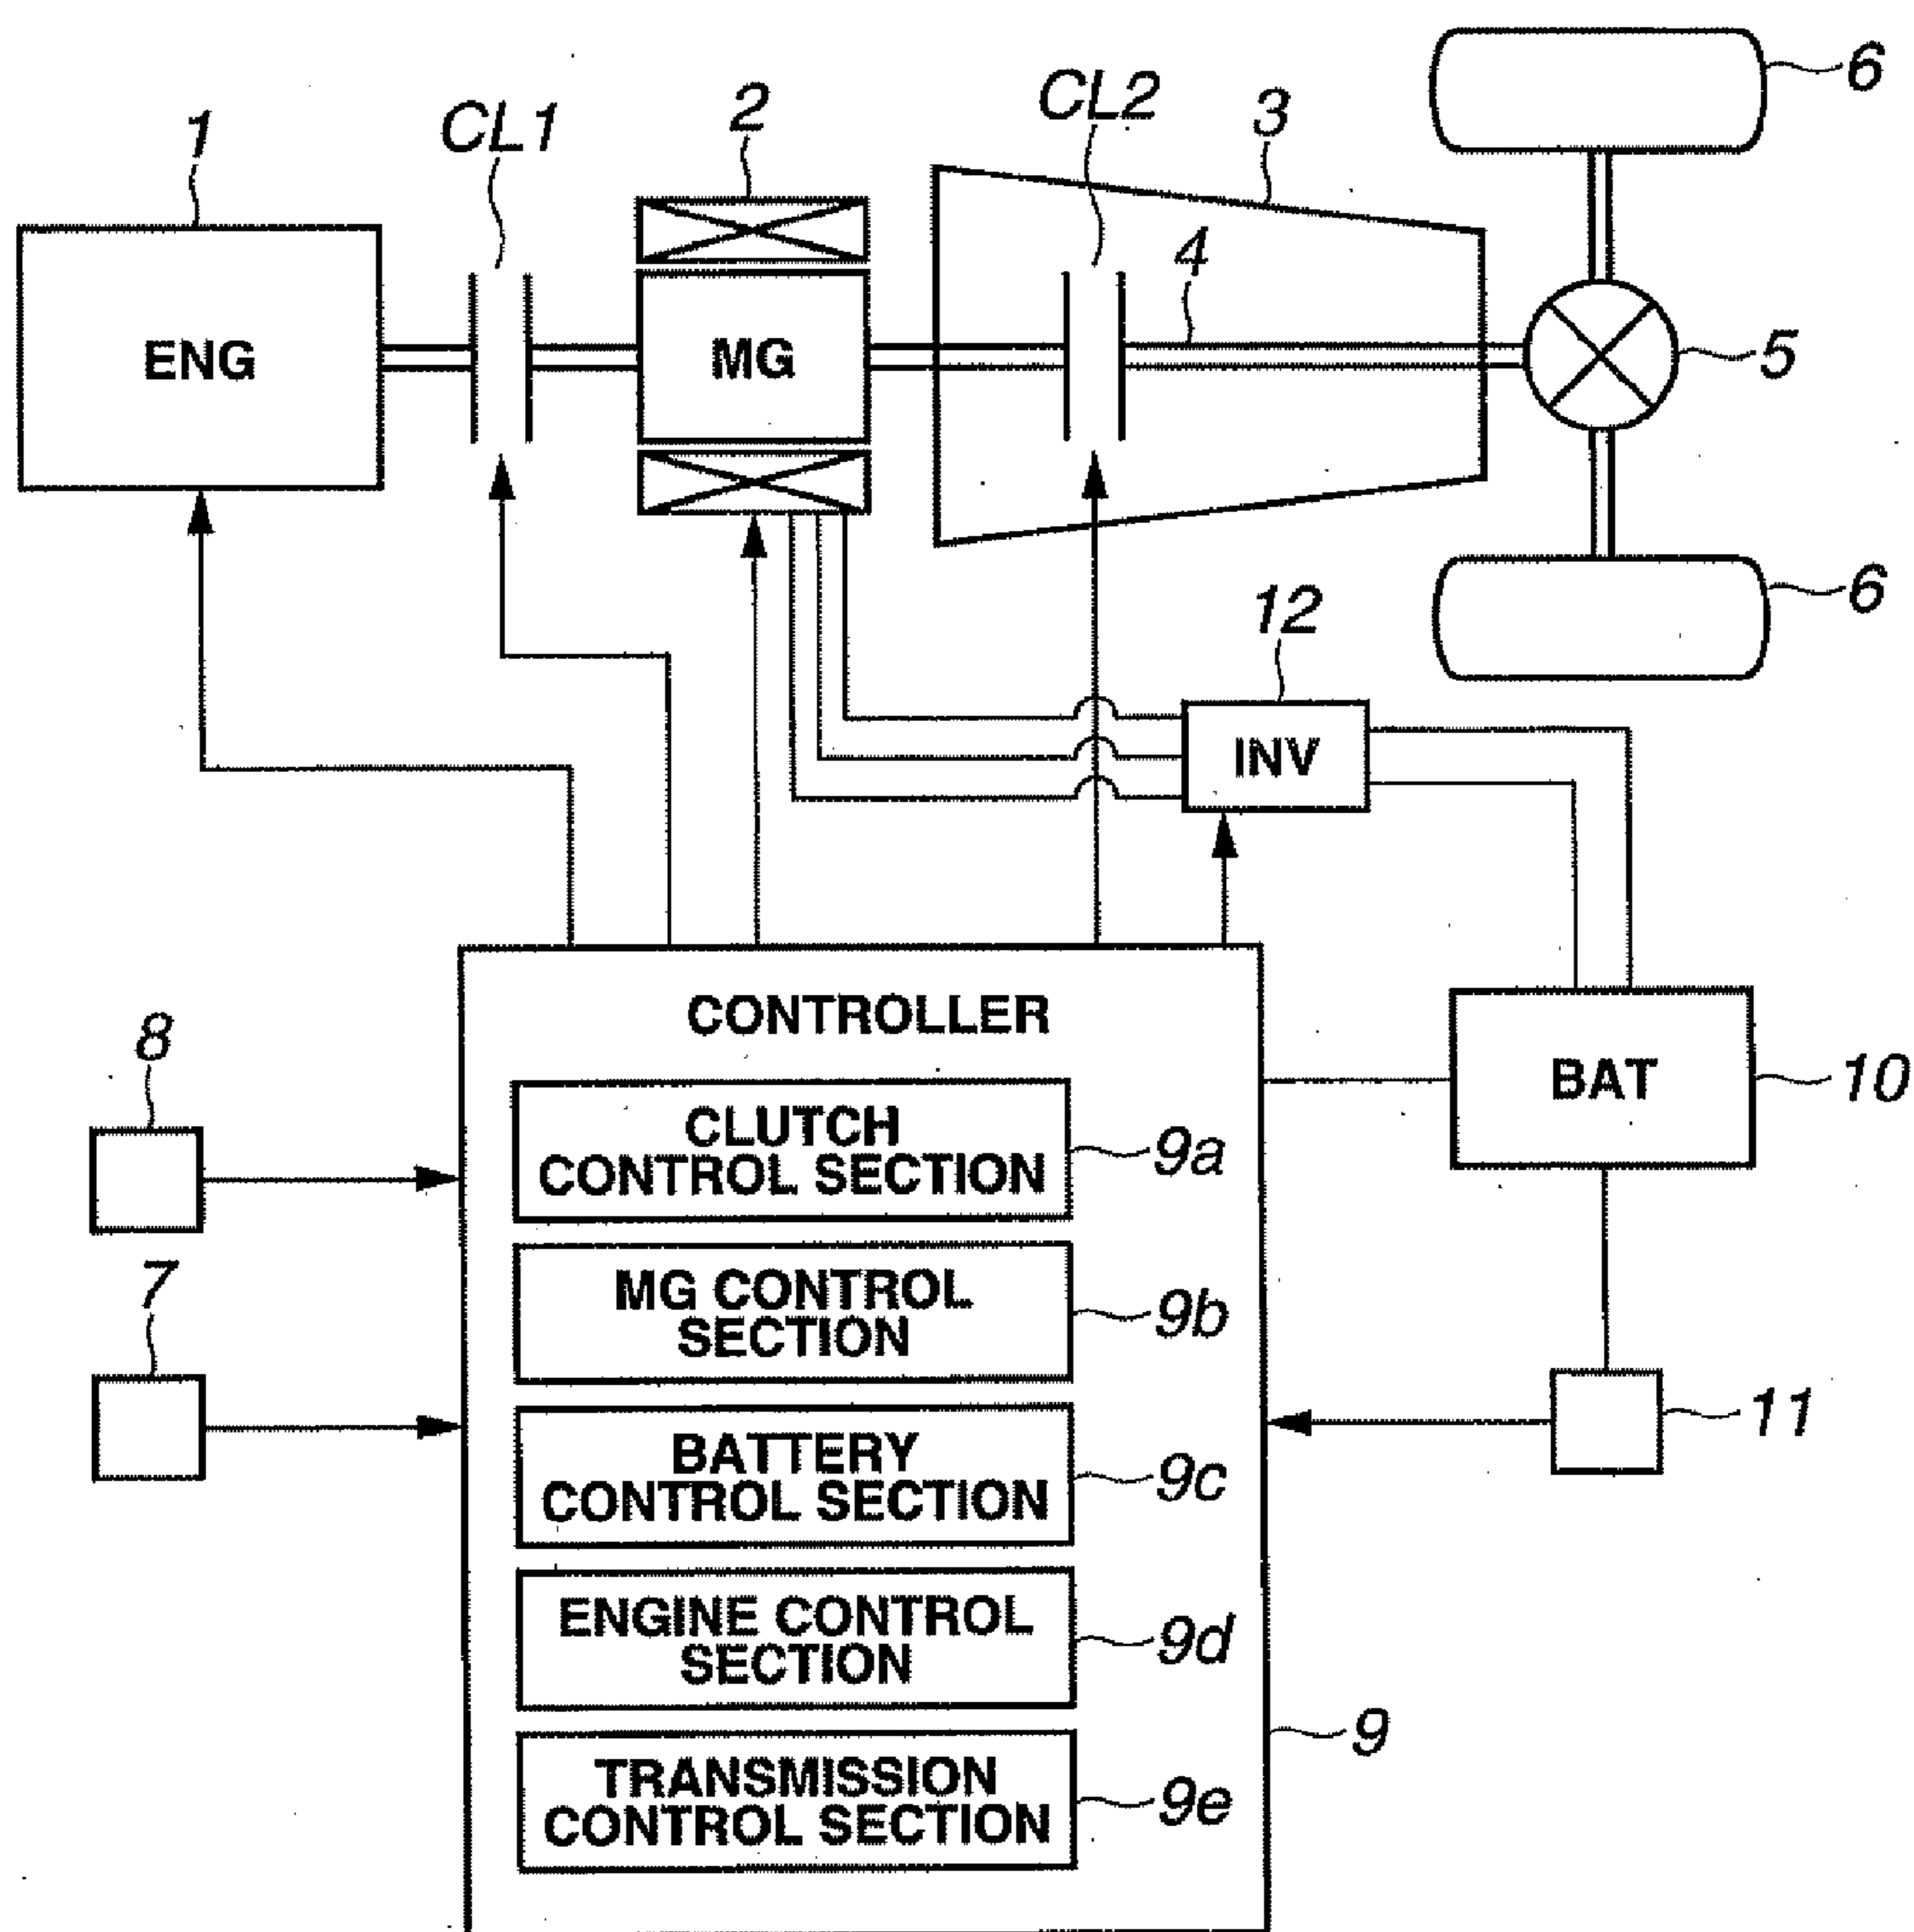 1
CL1
2
CL2
3
6
4
ENG
MG
5
6
12
INV
CONTROLLER
8
BAT
10
CLUTCH
CONTROL SECTION
9a
7
MG CONTROL
SECTION
9b
11
BATTERY
CONTROL SECTION
9c
ENGINE CONTROL
SECTION
9d
9
TRANSMISSION
CONTROL SECTION
9e